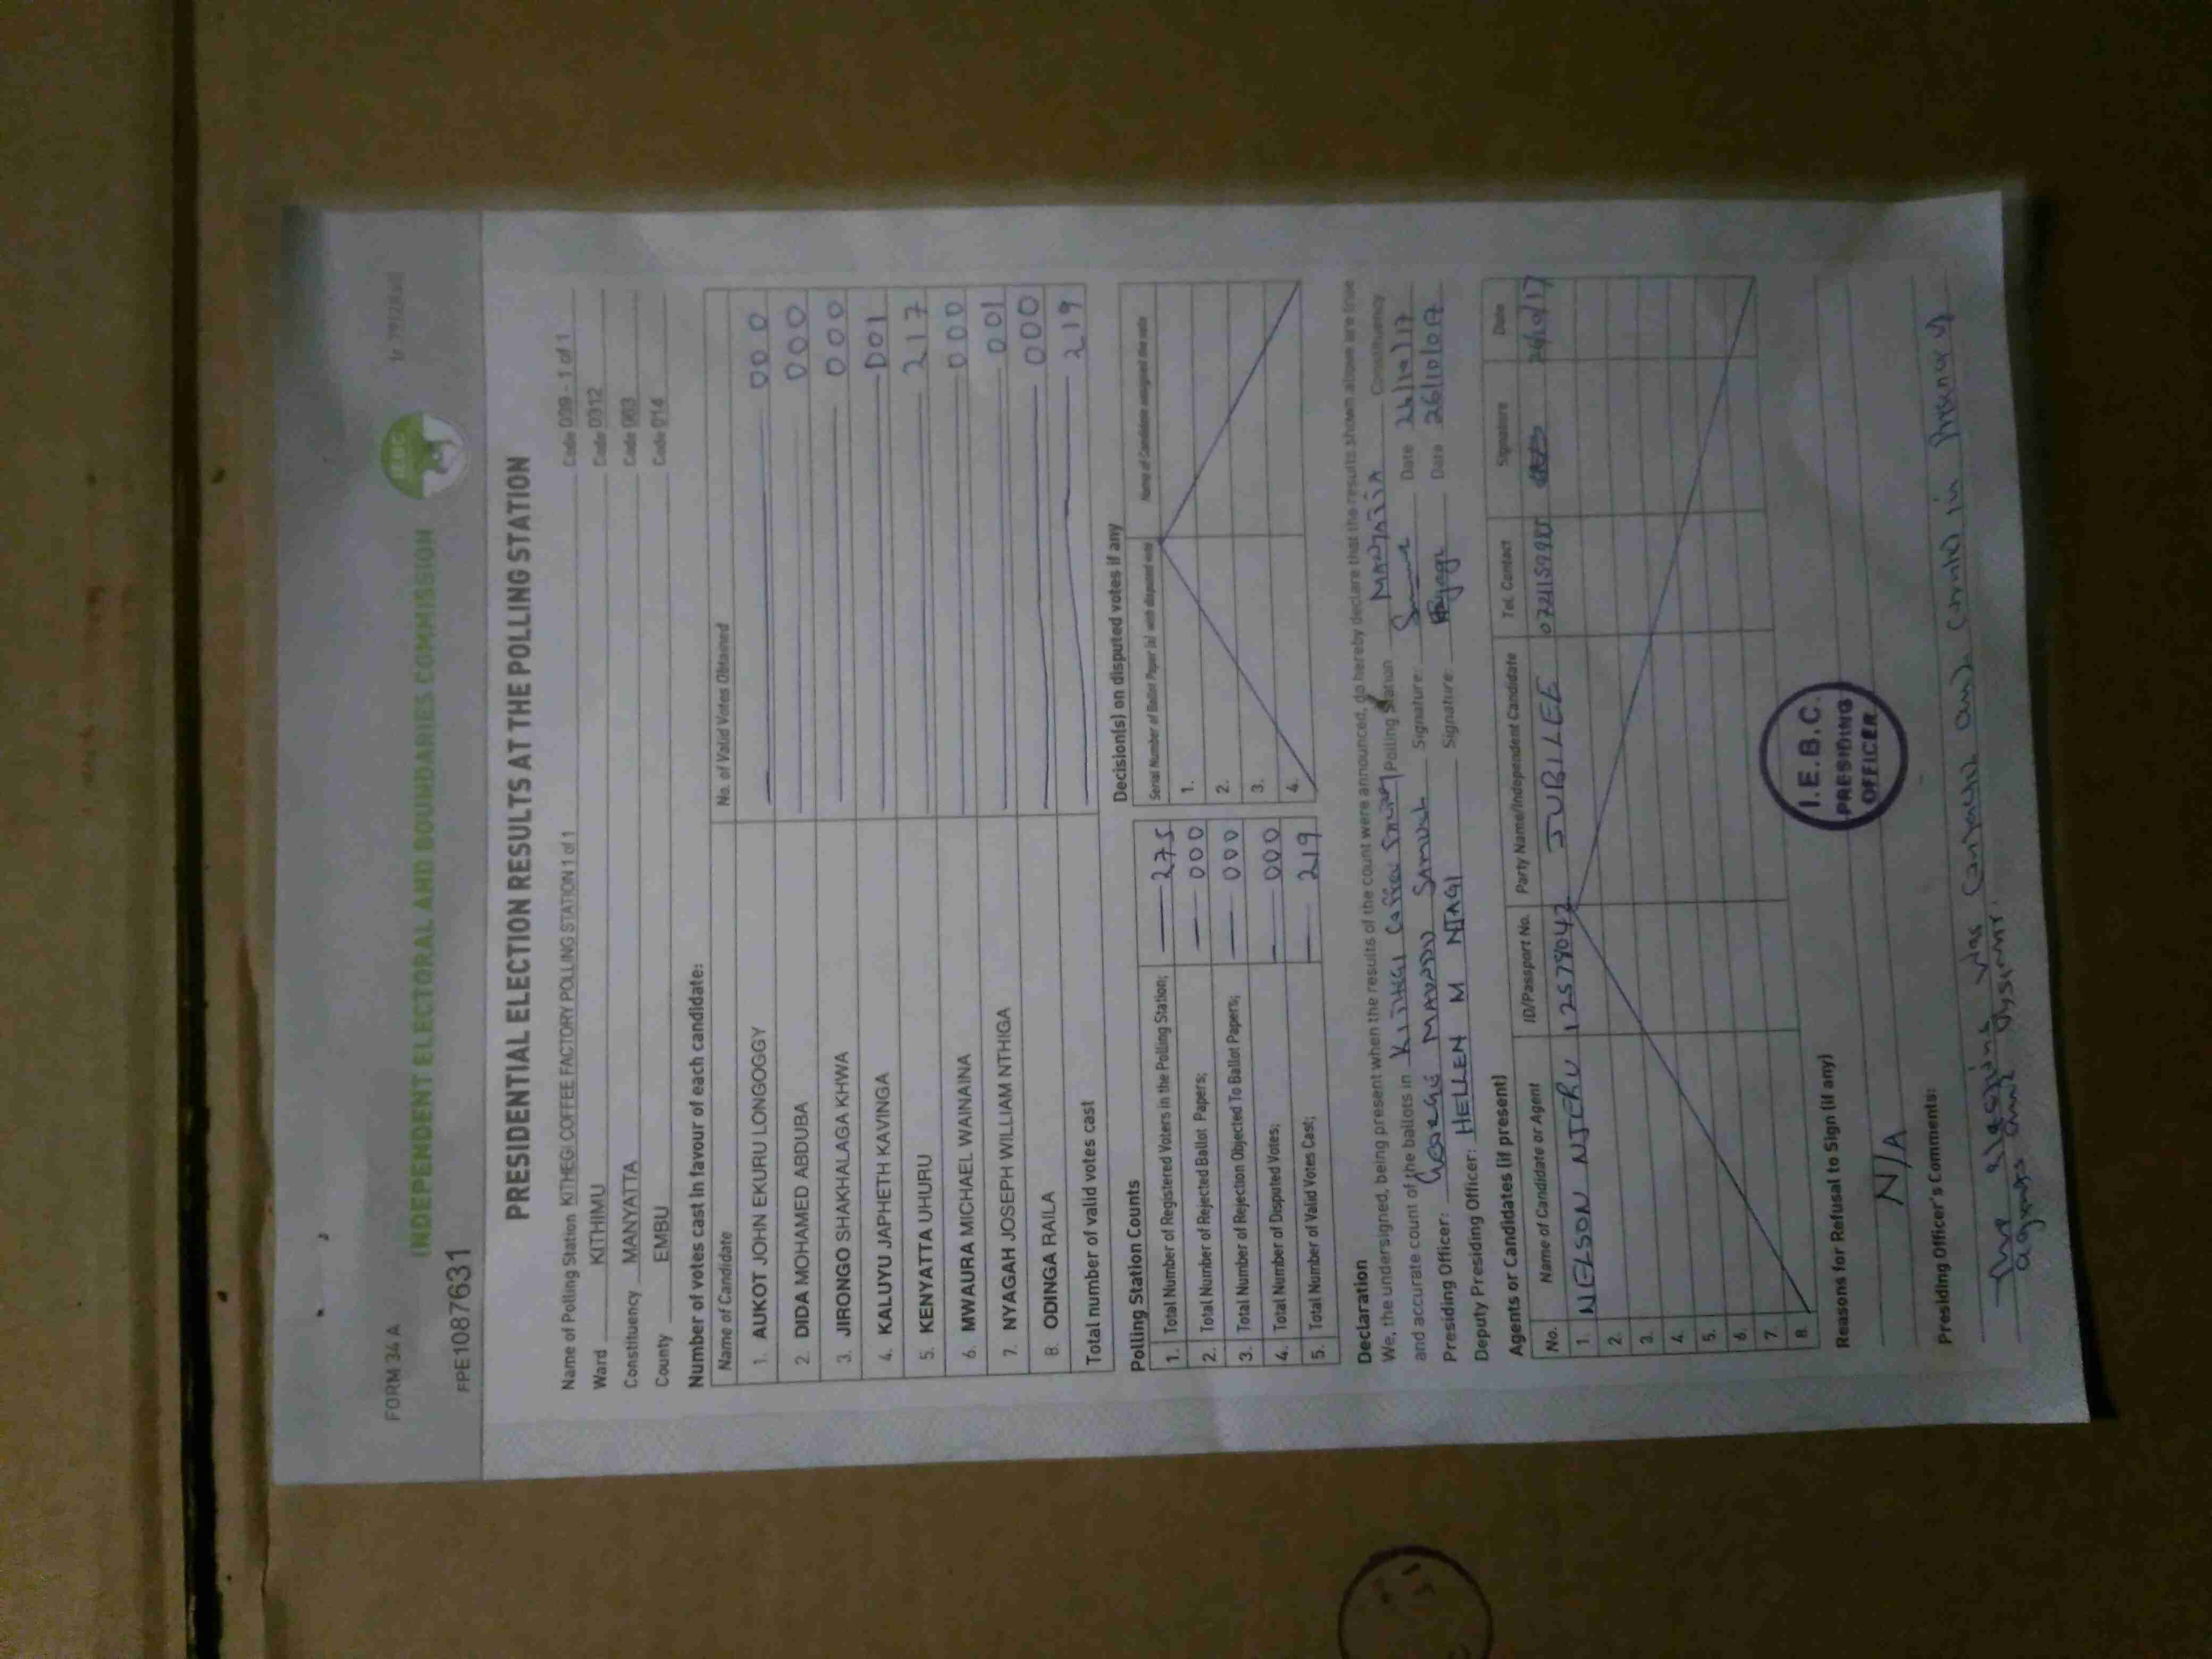 FORM 34 A
INDEPENDENT ELECTORAL AND BOUNDARIES COMMISSION
IEBC
FPE1087631
PRESIDENTIAL ELECTION RESULTS AT THE POLLING STATION
Name of Polling Station KITHEGI COFFEE FACTORY POLLING STATION 1 of 1 Code 039 - 1 of 1
Ward KITHIMU Code 0312
Constituency MANYATTA Code 063
County EMBU Code 014
Number of votes cast in favour of each candidate:
Name of Candidate No. of Valid Votes Obtained
1. AUKOT JOHN EKURU LONGOGGY 000
2. DIDA MOHAMED ABDUBA 000
3. JIRONGO SHAKHALAGA KHWA 000
4. KALUYU JAPHETH KAVINGA 001
5. KENYATTA UHURU 217
6. MWAURA MICHAEL WAINAINA 000
7. NYAGAH JOSEPH WILLIAM NTHIGA 001
8. ODINGA RAILA 000
Total number of valid votes cast 219
Polling Station Counts
1. Total Number of Registered Voters in the Polling Station; 275
2. Total Number of Rejected Ballot Papers; 000
3. Total Number of Rejection Objected To Ballot Papers; 000
4. Total Number of Disputed Votes; 000
5. Total Number of Valid Votes Cast; 219
Decision(s) on disputed votes if any
Serial Number of Ballot Paper (s) with disputed vote Name of Candidate assigned the vote
1.
2.
3.
4.
Declaration
We, the undersigned, being present when the results of the count were announced, do hereby declare that the results shown above are true
and accurate count of the ballots in Kithegi Coffee Polling Station MANYATTA Constituency.
Presiding Officer: George SAMUEL Signature: Date 26/10/17
Deputy Presiding Officer: HELLEN M NJAGI Signature: Date 26/10/017
Agents or Candidates (if present)
No. Name of Candidate or Agent ID/Passport No. Party Name/Independent Candidate Tel. Contact Signature Date
1. NELSON NJERU 12579042 JUBILEE 26/10/17
2.
3.
4.
5.
6.
7.
8.
I.E.B.C.
PRESIDING
OFFICER
Reasons for Refusal to Sign (if any)
N/A
Presiding Officer's Comments:
The was and in presence of
agents and